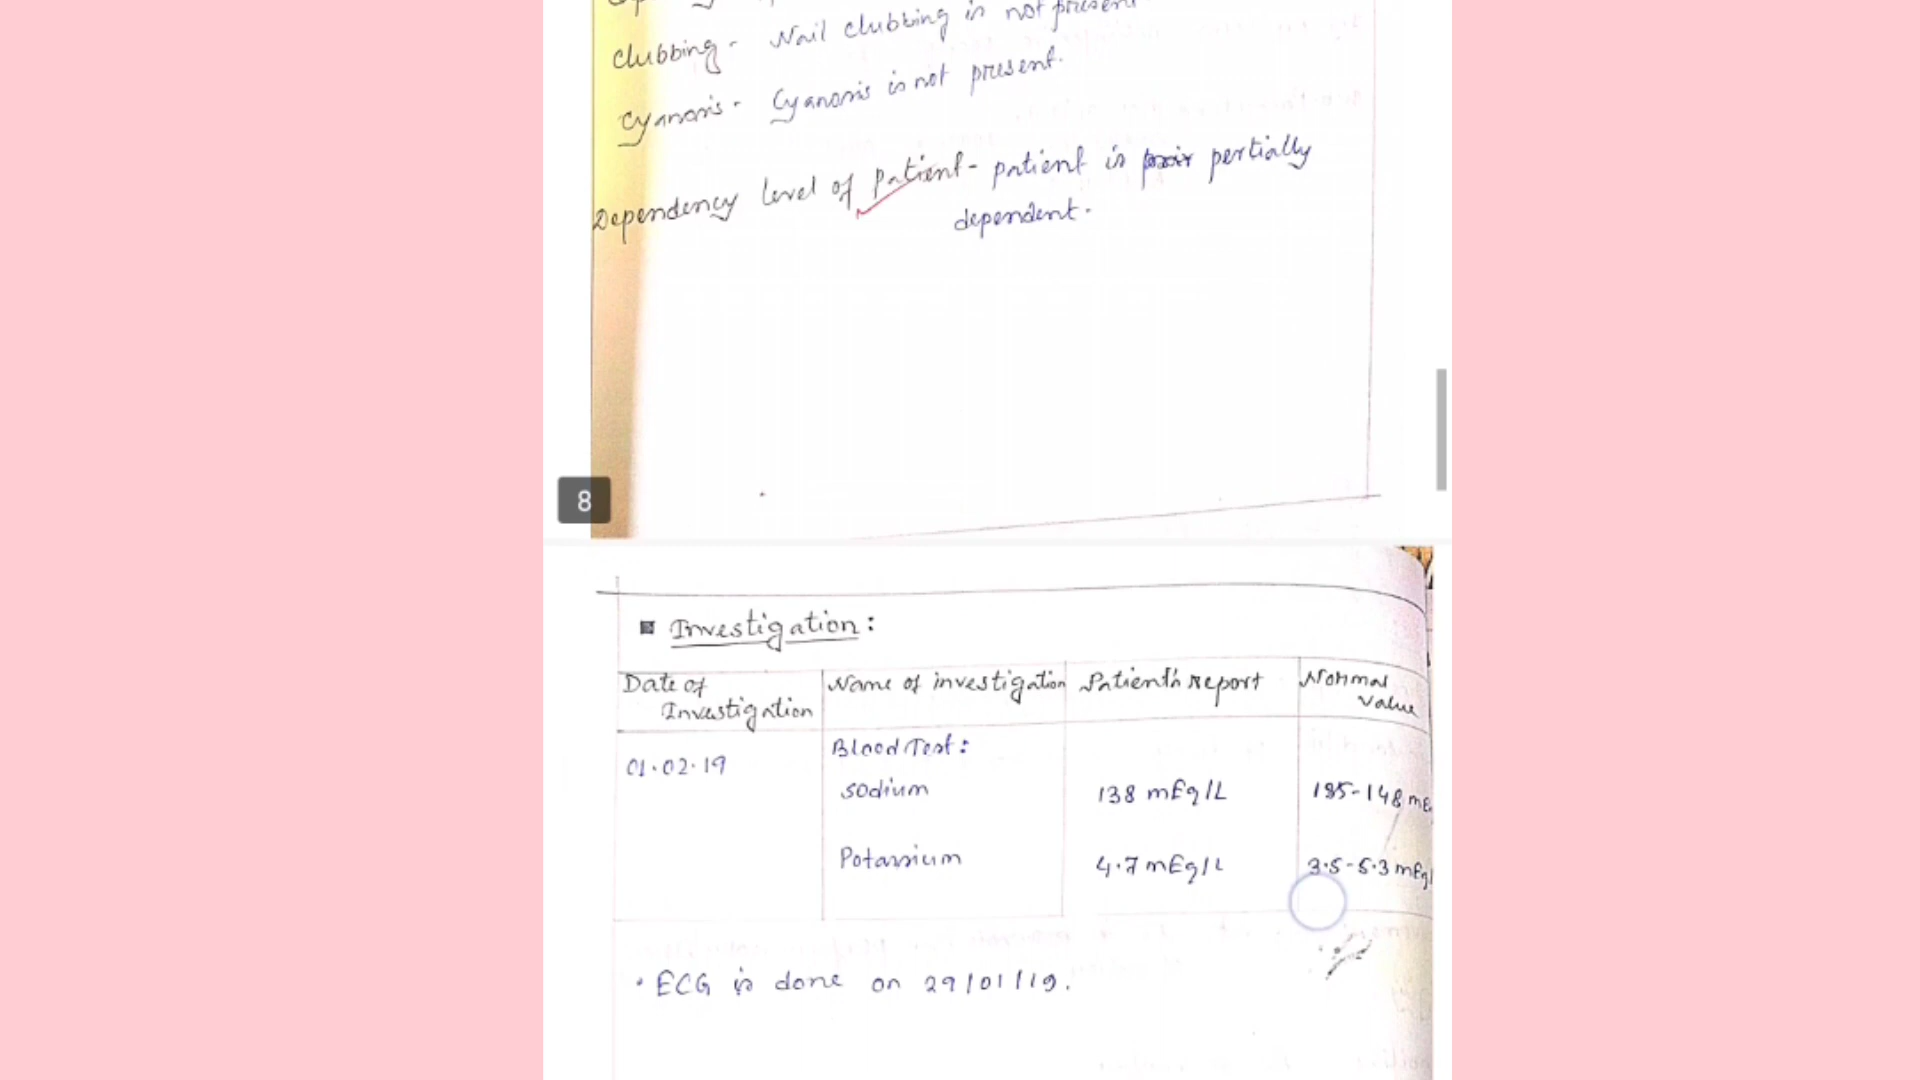 Clubbing - Nail clubbing is not present
Cyanosis - Cyanosis is not present.
Dependency level of patient - patient is pertially
dependent.
8
Investigation:
Date of Investigation | Name of investigation | Patient's report | Normal Value
01.02.19 | Blood Test:
Sodium | 138 mEq/L | 135-148 mE
Potassium | 4.7 mEq/L | 3.5-5.3 mEq/
• ECG is done on 29/01/19.